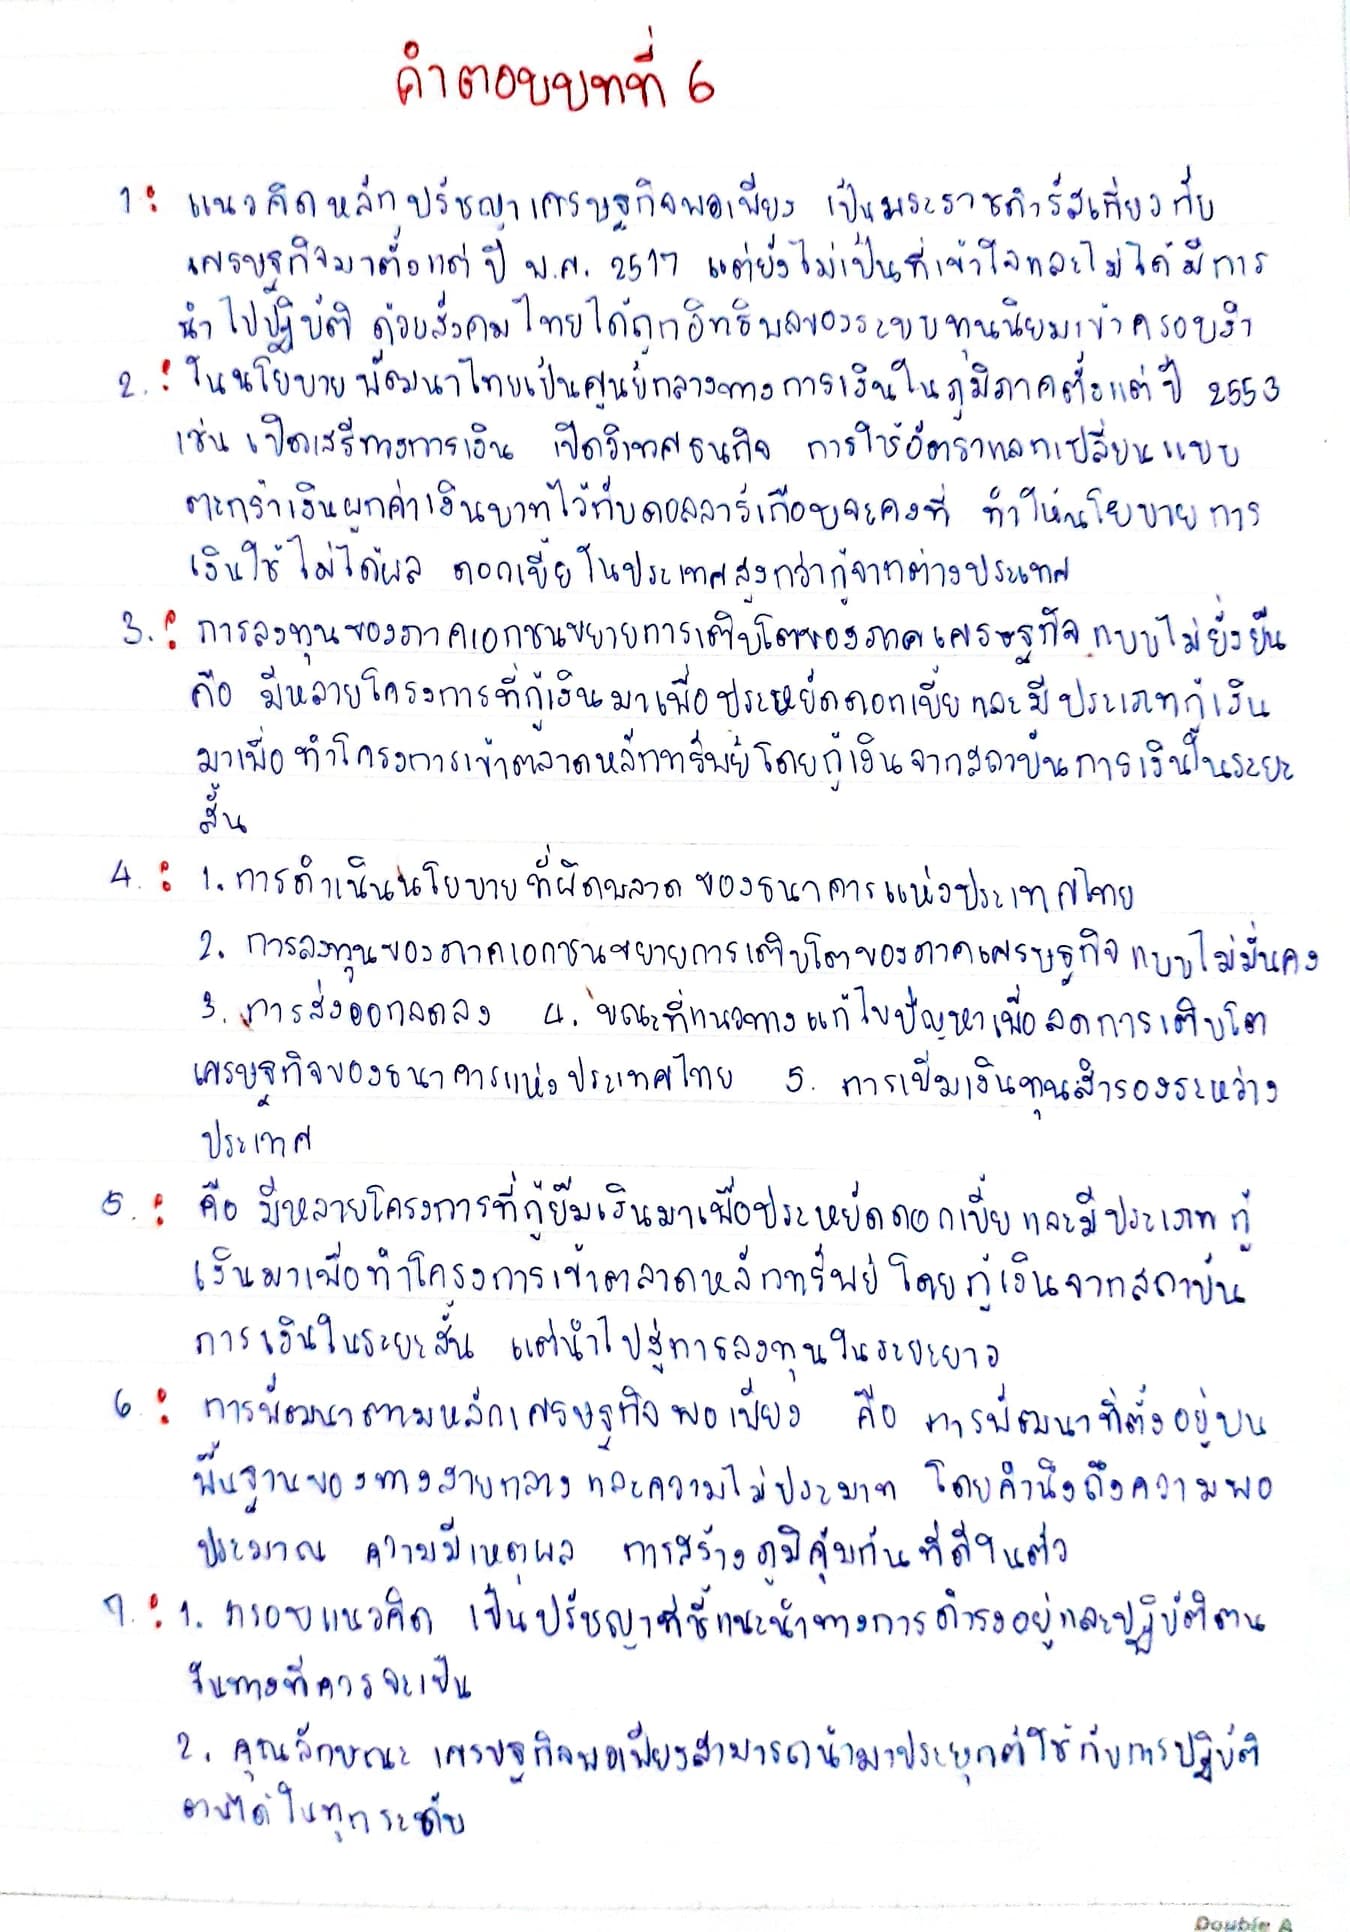 คำตอบบทที่ 6
1 : แนวคิดหลักปรัชญาเศรษฐกิจพอเพียง เป็นพระราชดำรัสเกี่ยวกับ
เศรษฐกิจมาตั้งแต่ ปี พ.ศ. 2517 แต่ยังไม่เป็นที่เข้าใจและไม่ได้มีการ
นำไปปฏิบัติ ด้วยสังคมไทยได้ถูกอิทธิพลของระบบทุนนิยมเข้าครอบงำ
2. : ในนโยบายพัฒนาไทยเป็นศูนย์กลางทางการเงินในภูมิภาคตั้งแต่ปี 2553
เช่น เปิดเสรีทางการเงิน เปิดวิเทศธนกิจ การใช้อัตราแลกเปลี่ยนแบบ
ตะกร้าเงินผูกค่าเงินบาทไว้กับดอลลาร์เกือบจะคงที่ ทำให้นโยบายการ
เงินใช้ไม่ได้ผล ดอกเบี้ยในประเทศสูงกว่ากู้จากต่างประเทศ
3. : การลงทุนของภาคเอกชนขยายการเติบโตของภาคเศรษฐกิจแบบไม่ยั่งยืน
คือ มีหลายโครงการที่กู้เงินมาเพื่อประหยัดดอกเบี้ยและมีประเภทกู้เงิน
มาเพื่อทำโครงการเข้าตลาดหลักทรัพย์โดยกู้เงินจากสถาบันการเงินในระยะ
สั้น
4. : 1. การดำเนินนโยบายที่ผิดพลาดของธนาคารแห่งประเทศไทย
2. การลงทุนของภาคเอกชนขยายการเติบโตของภาคเศรษฐกิจแบบไม่มั่นคง
3. การส่งออกลดลง 4. ขณะที่แนวทางแก้ไขปัญหาเพื่อลดการเติบโต
เศรษฐกิจของธนาคารแห่งประเทศไทย 5. การเพิ่มเงินทุนสำรองระหว่าง
ประเทศ
5. : คือ มีหลายโครงการที่กู้ยืมเงินมาเพื่อประหยัดดอกเบี้ยและมีประเภทกู้
เงินมาเพื่อทำโครงการเข้าตลาดหลักทรัพย์ โดยกู้เงินจากสถาบัน
การเงินในระยะสั้น แต่นำไปสู่การลงทุนในระยะยาว
6 : การพัฒนาตามหลักเศรษฐกิจพอเพียง คือ การพัฒนาที่ตั้งอยู่บน
พื้นฐานของทางสายกลางและความไม่ประมาท โดยคำนึงถึงความพอ
ประมาณ ความมีเหตุผล การสร้างภูมิคุ้มกันที่ดีในตัว
7. : 1. กรอบแนวคิด เป็นปรัชญาที่ชี้แนะนำทางการดำรงอยู่และปฏิบัติตน
ในทางที่ควรจะเป็น
2. คุณลักษณะ เศรษฐกิจพอเพียงสามารถนำมาประยุกต์ใช้กับการปฏิบัติ
ตนได้ในทุกระดับ
Double A